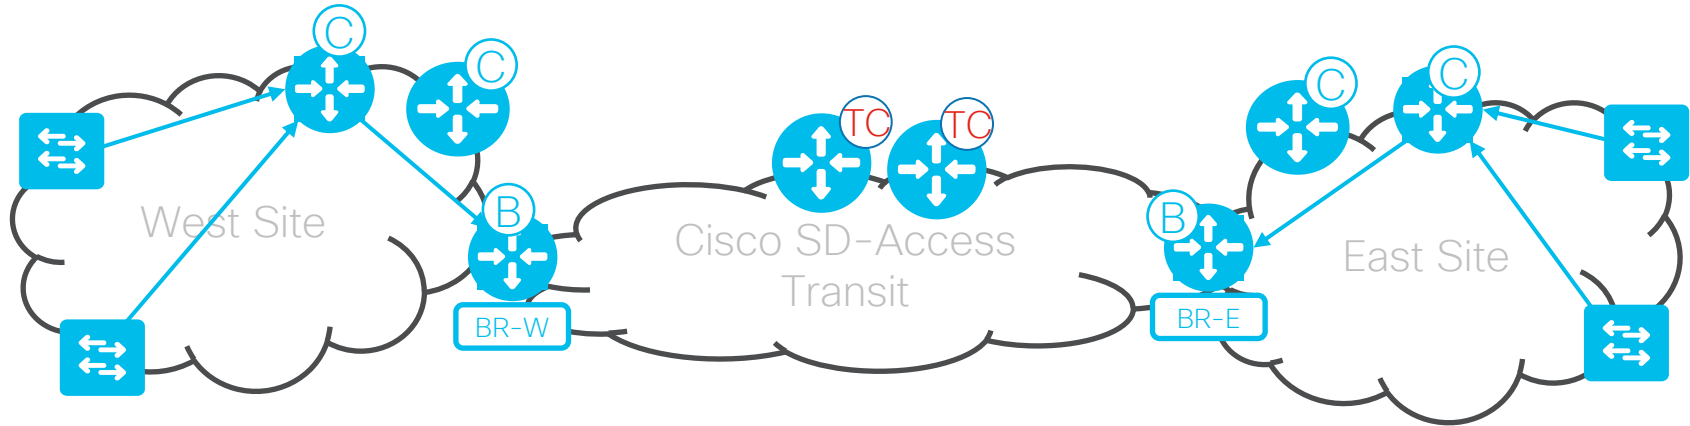 C
C
TC
TC
C
C
B
West Site
Cisco SD-Access
Transit
B
East Site
BR-W
BR-E